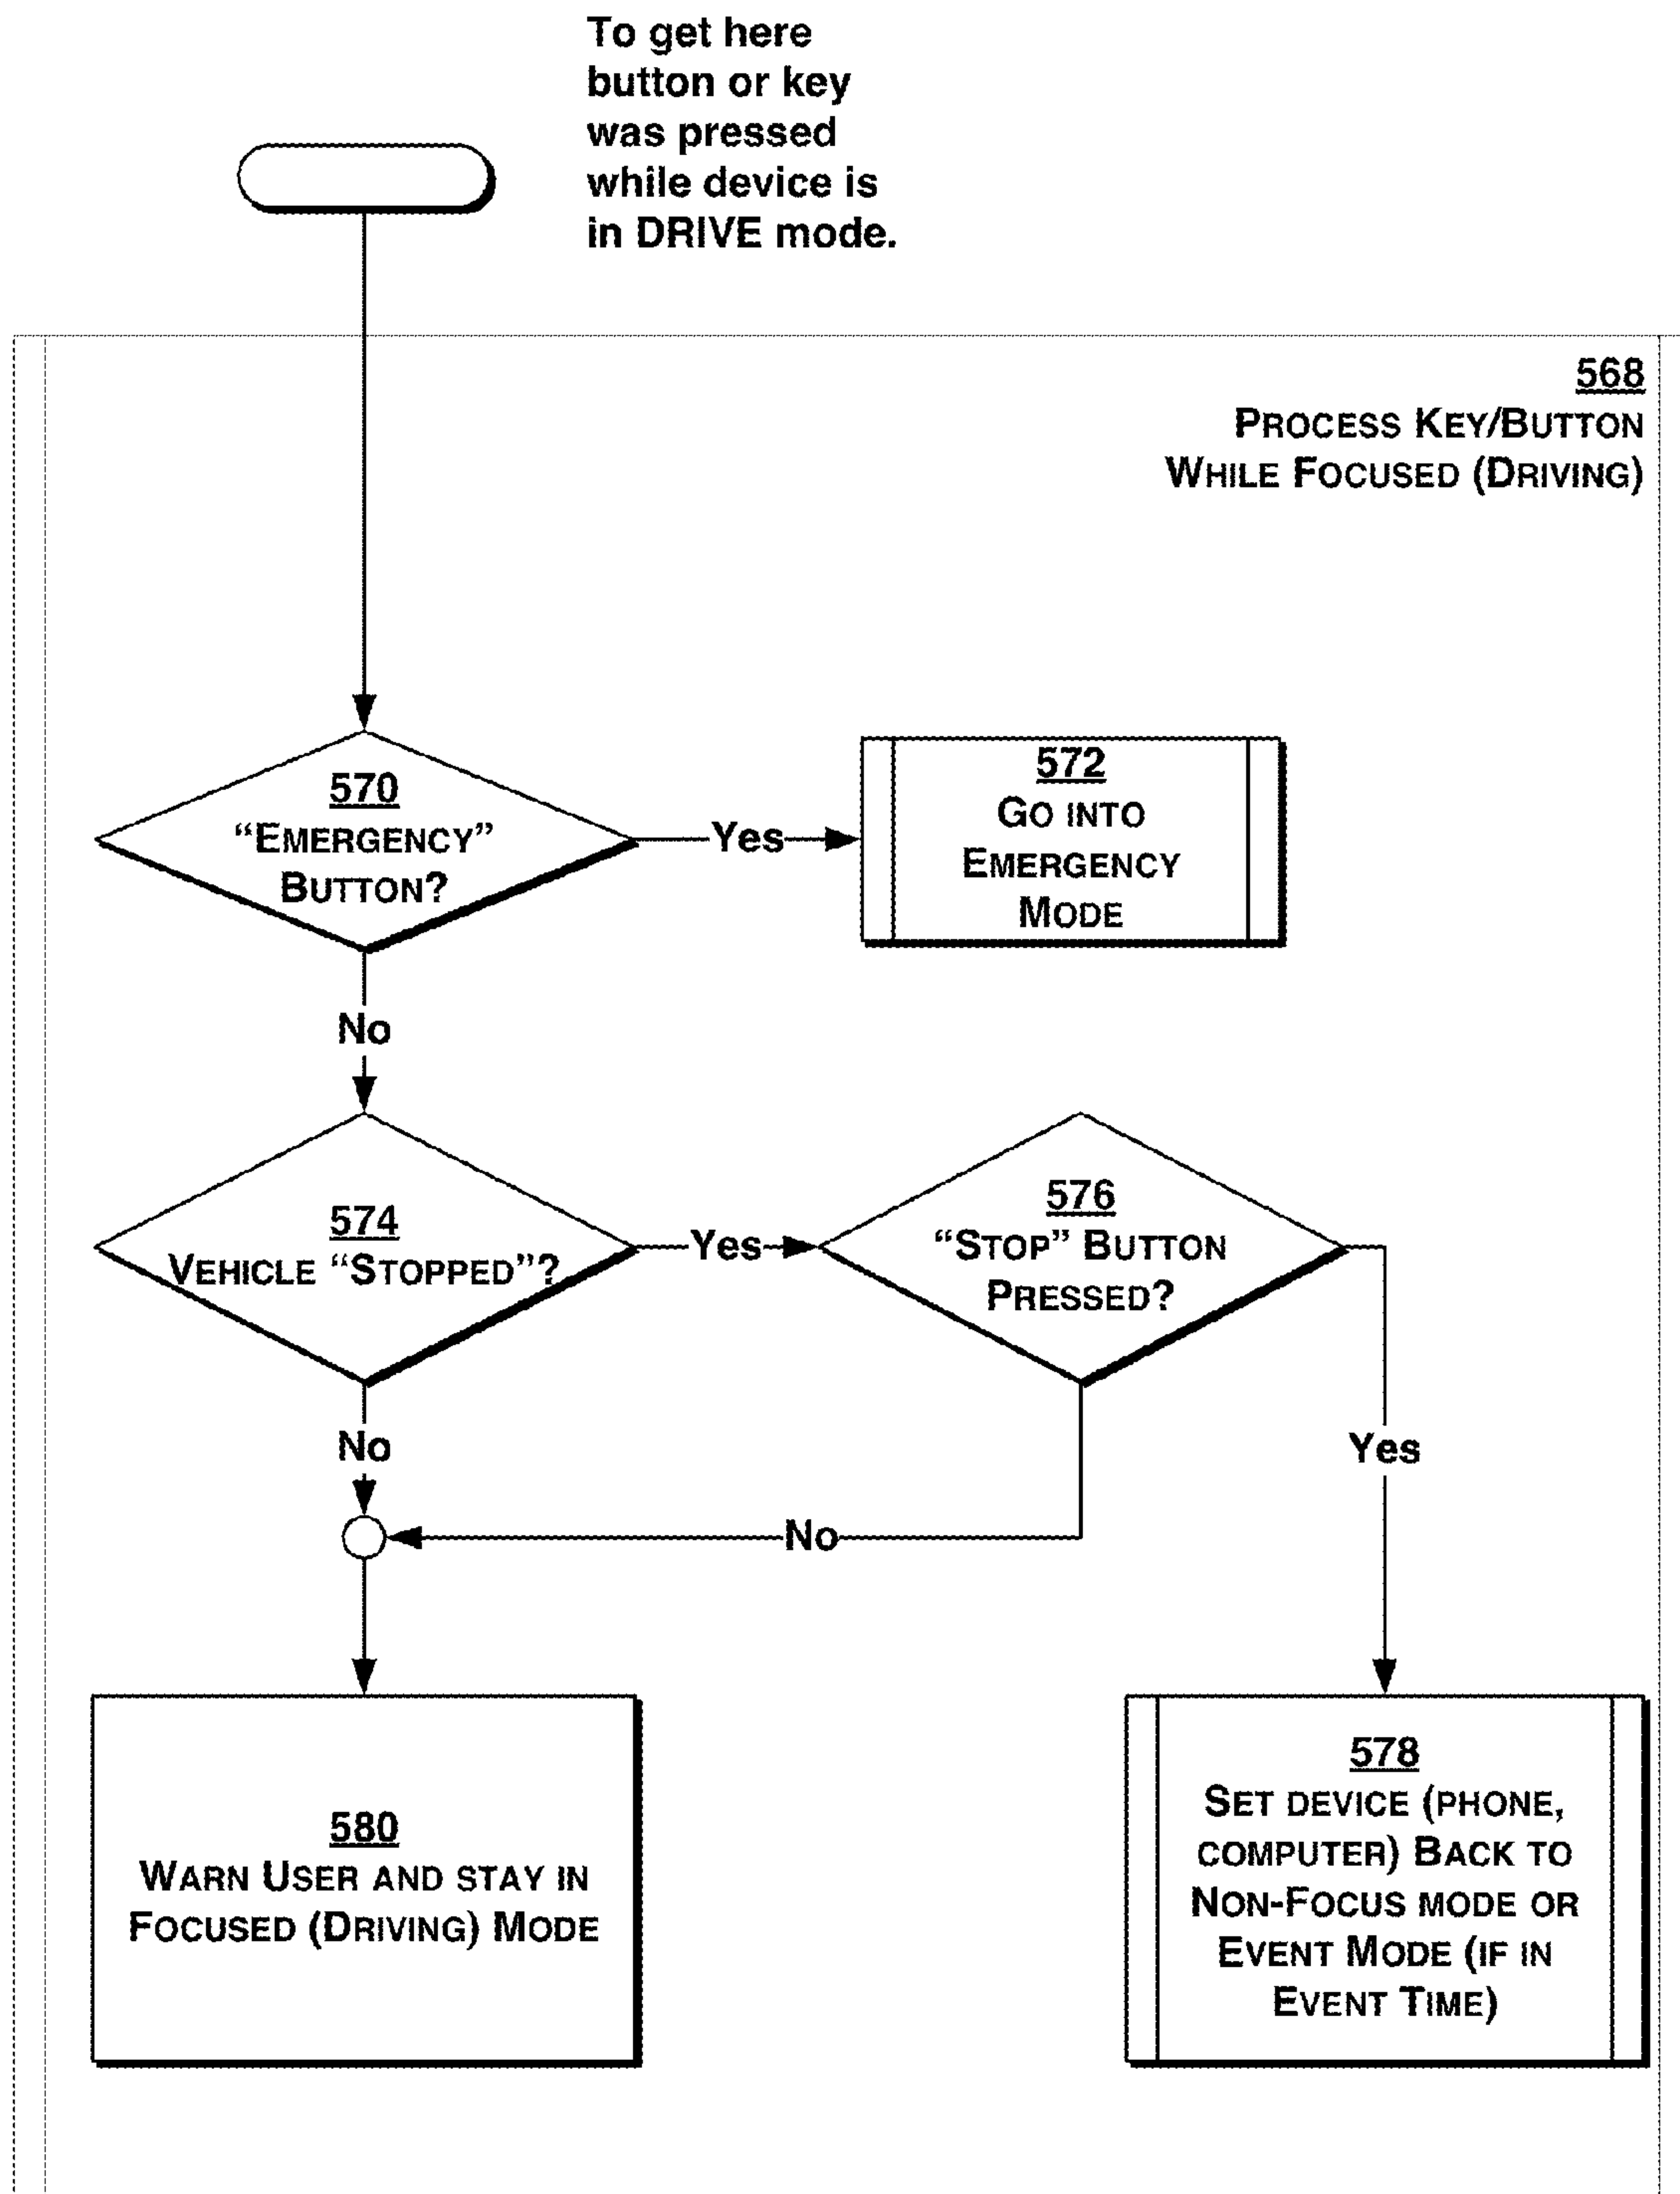 To get here
button or key
was pressed
while device is
in DRIVE mode.
568
PROCESS KEY/BUTTON
WHILE FOCUSED (DRIVING)
570
“EMERGENCY”
BUTTON?
Yes
572
GO INTO
EMERGENCY
MODE
No
574
VEHICLE “STOPPED”?
Yes
576
“STOP” BUTTON
PRESSED?
No
Yes
No
580
WARN USER AND STAY IN
FOCUSED (DRIVING) MODE
578
SET DEVICE (PHONE,
COMPUTER) BACK TO
NON-FOCUS MODE OR
EVENT MODE (IF IN
EVENT TIME)